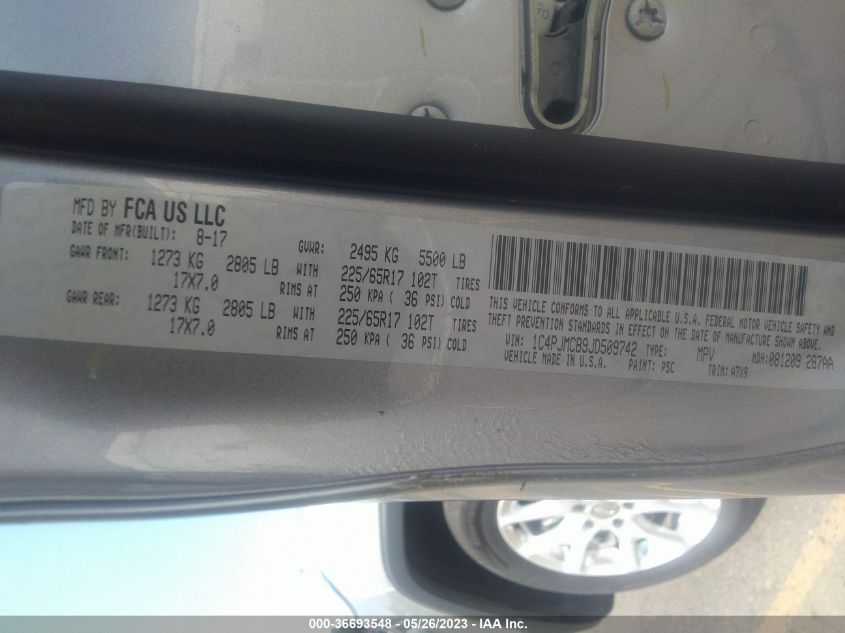 MFD BY FCA US LLC
DATE OF MFR(BUILT): 8-17
GVWR: 2495 KG 5500 LB
GAWR FRONT: 1273 KG 2805 LB WITH 225/65R17 102T TIRES
17X7.0 RIMS AT 250 KPA ( 36 PSI) COLD
GAWR REAR: 1273 KG 2805 LB WITH 225/65R17 102T TIRES
17X7.0 RIMS AT 250 KPA ( 36 PSI) COLD
THIS VEHICLE CONFORMS TO ALL APPLICABLE U.S.A. FEDERAL MOTOR VEHICLE SAFETY AND
THEFT PREVENTION STANDARDS IN EFFECT ON THE DATE OF MANUFACTURE SHOWN ABOVE.
VIN: 1C4PJMCB9JD509742 TYPE: MPV MDH:081209 287AA
VEHICLE MADE IN U.S.A. PAINT: PSC TRIM: A7X9
000-36693548 - 05/26/2023 - IAA Inc.